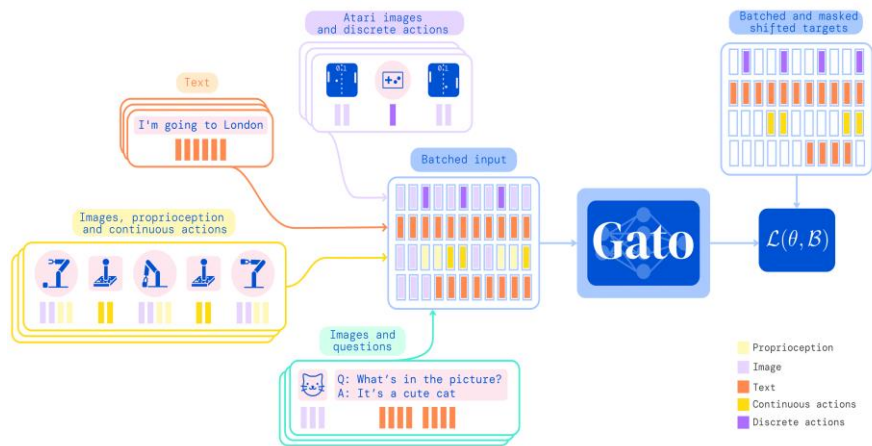 Atari images
and discrete actions
Batched and masked
shifted targets
Text
I'm going to London
Batched input
Images, proprioception
and continuous actions
Gato
L(θ, B)
Images and
questions
Q: What's in the picture?
A: It's a cute cat
Proprioception
Image
Text
Continuous actions
Discrete actions